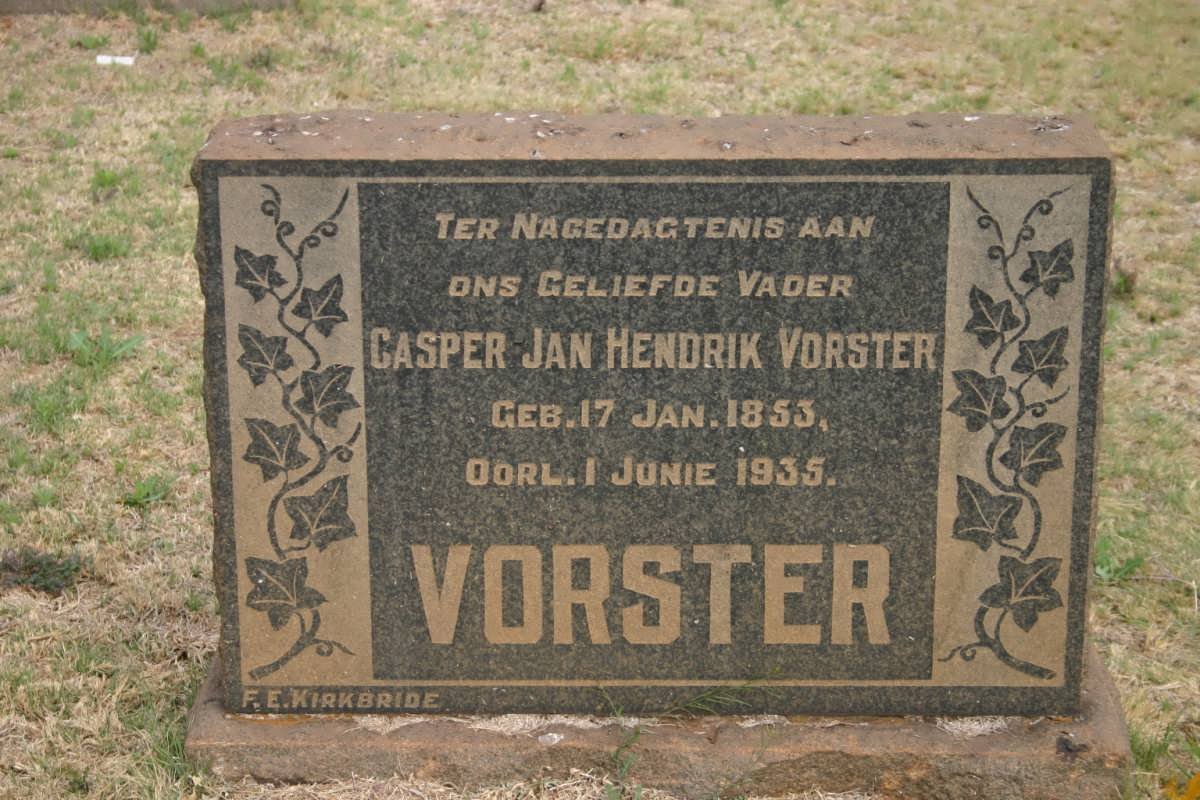 TER NAGEDAGTENIS AAN
ONS GELIEFDE VADER
CASPER JAN HENDRIK VORSTER
GEB. 17 JAN. 1853,
OORL. 1 JUNIE 1935.
VORSTER
F. E. KIRKBRIDE